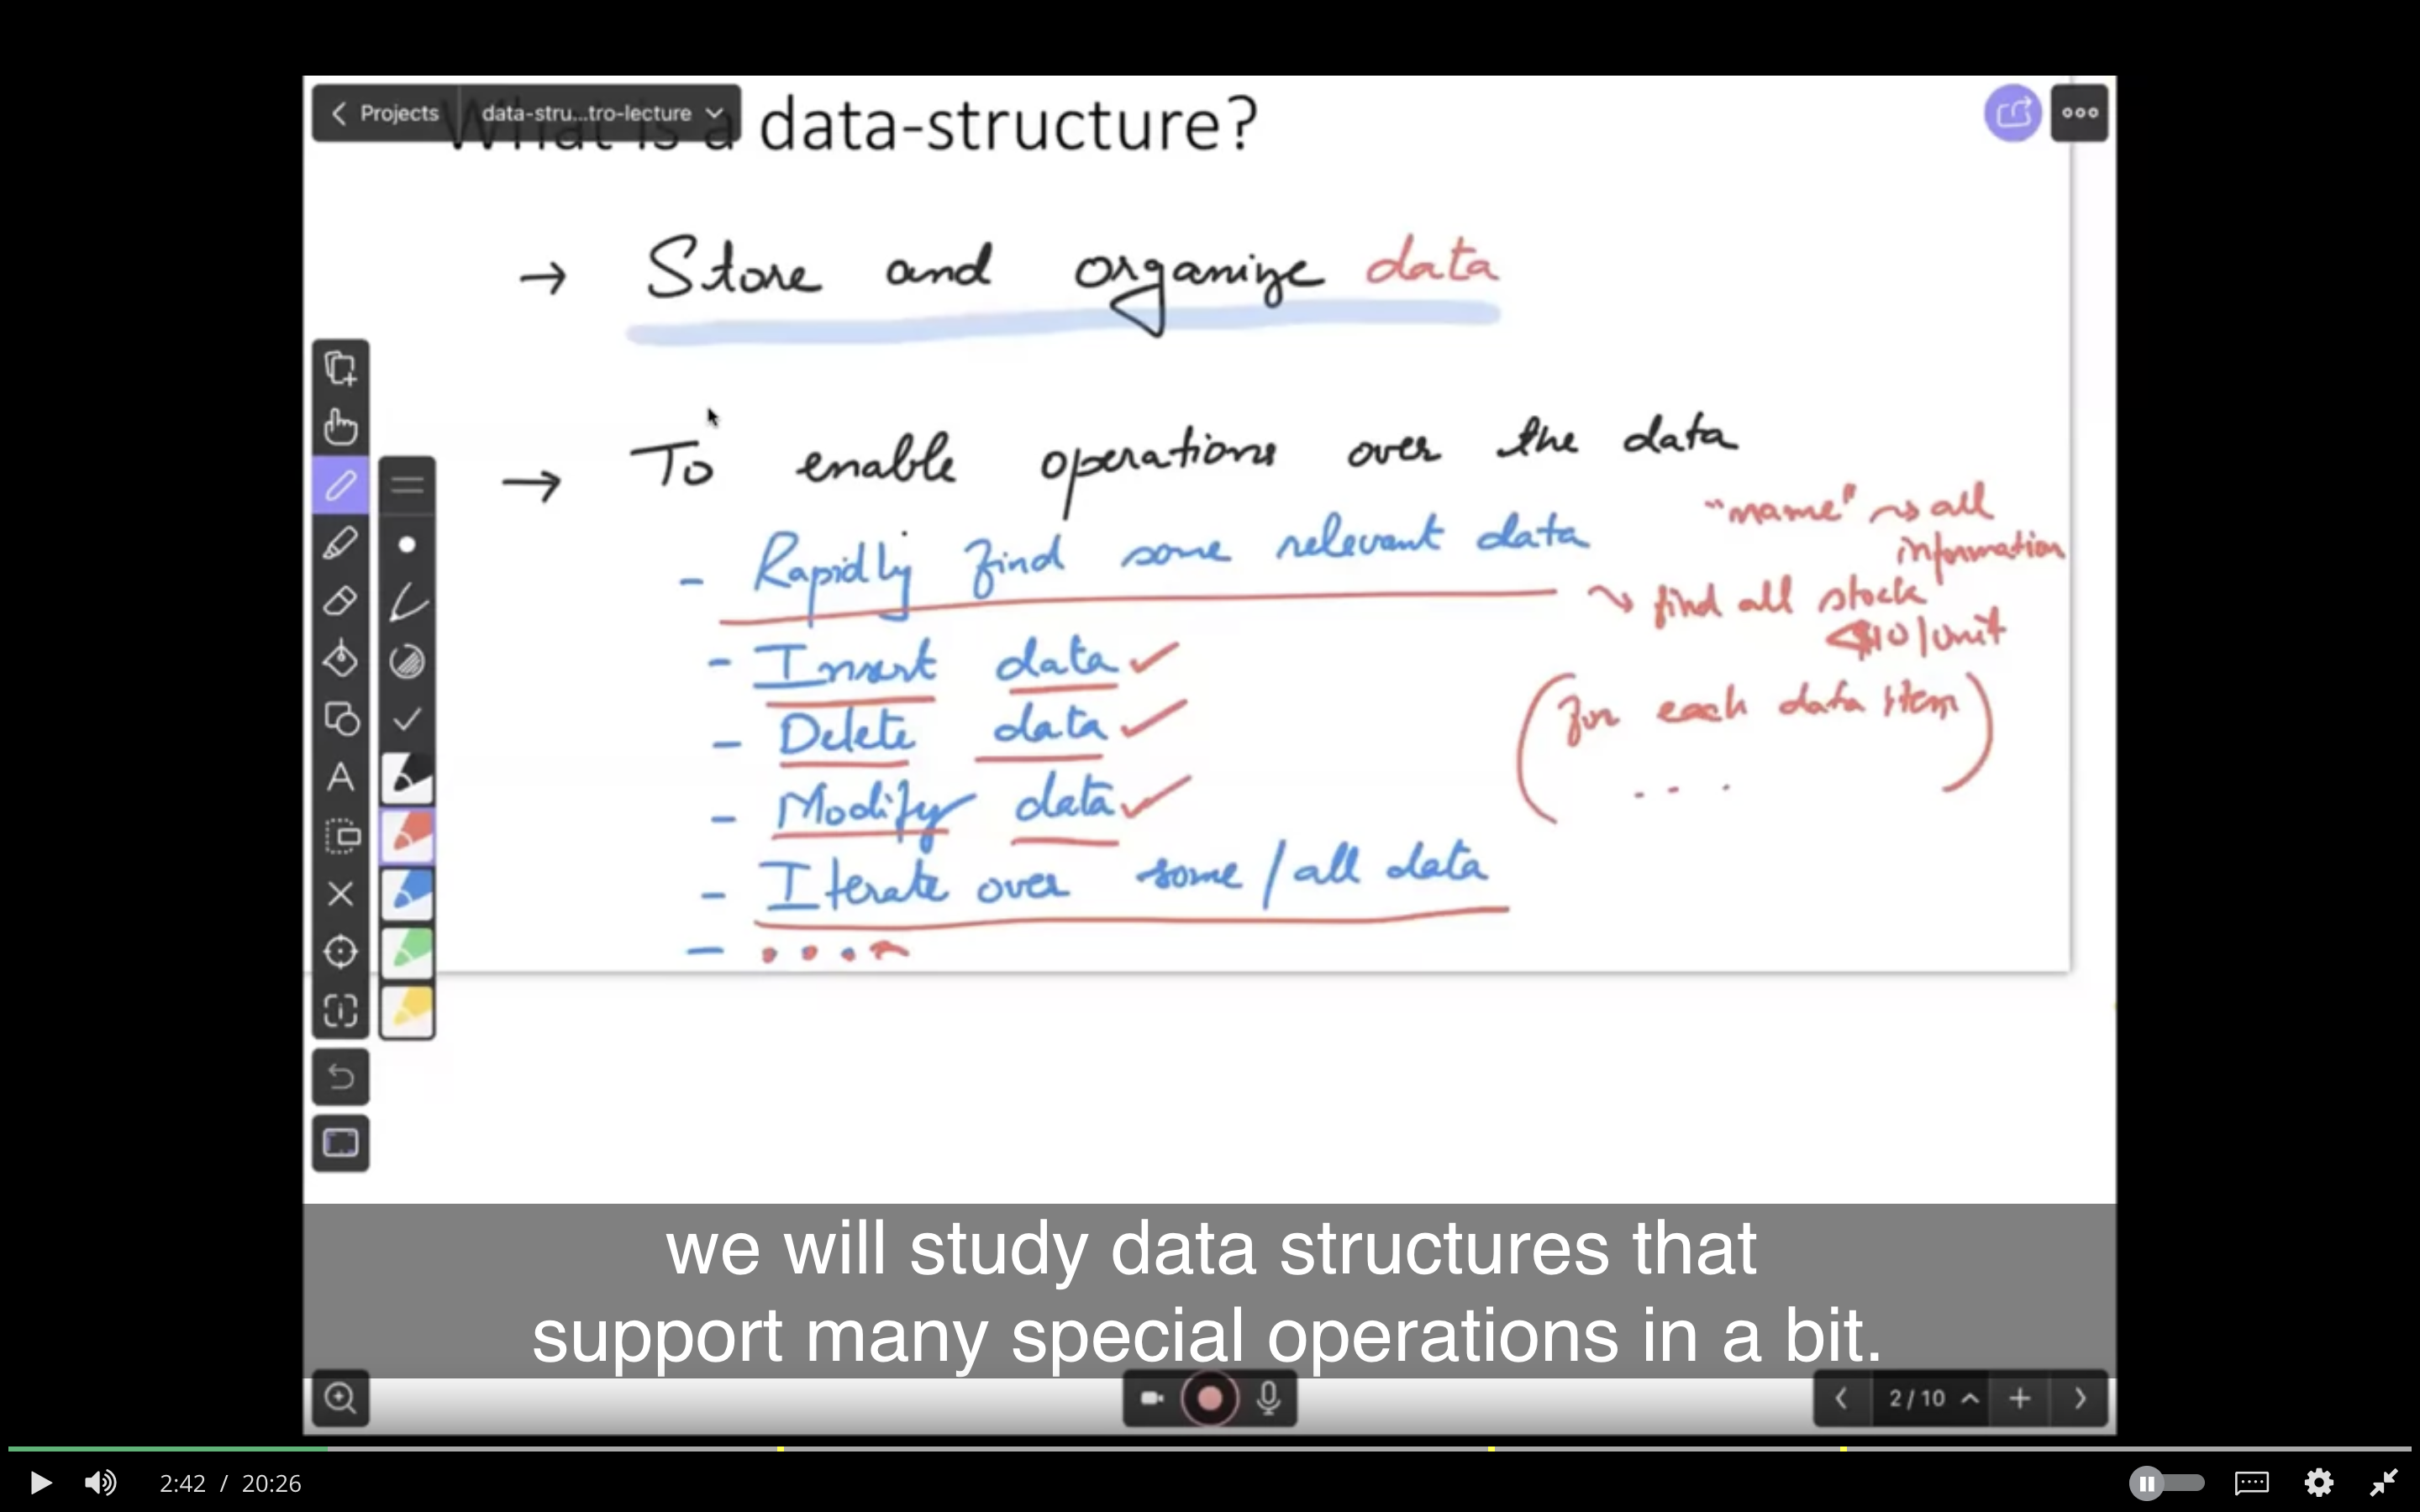 Projects
data-stru...tro-lecture
What is a data-structure?
→ Store and organize data
→ To enable operations over the data
"name" → all
information
- Rapidly find some relevant data
find all stock
<$10/unit
- Insert data ✓
- Delete data ✓
- Modify data ✓
(for each data item
. . . .)
- Iterate over some/all data
- ....
A
we will study data structures that
support many special operations in a bit.
2/10
2:42 / 20:26